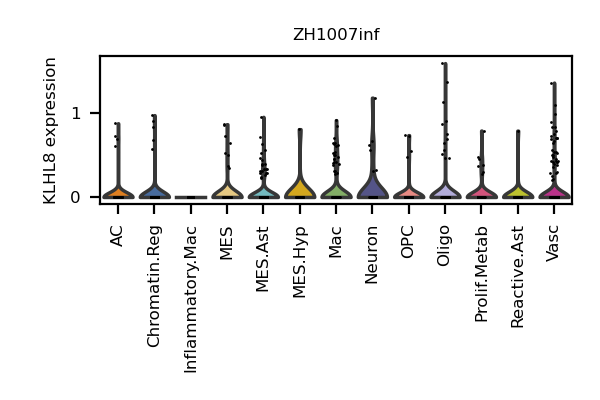 ZH1007inf
KLHL8 expression
1
0
AC
Chromatin.Reg
Inflammatory.Mac
MES
MES.Ast
MES.Hyp
Mac
Neuron
OPC
Oligo
Prolif.Metab
Reactive.Ast
Vasc